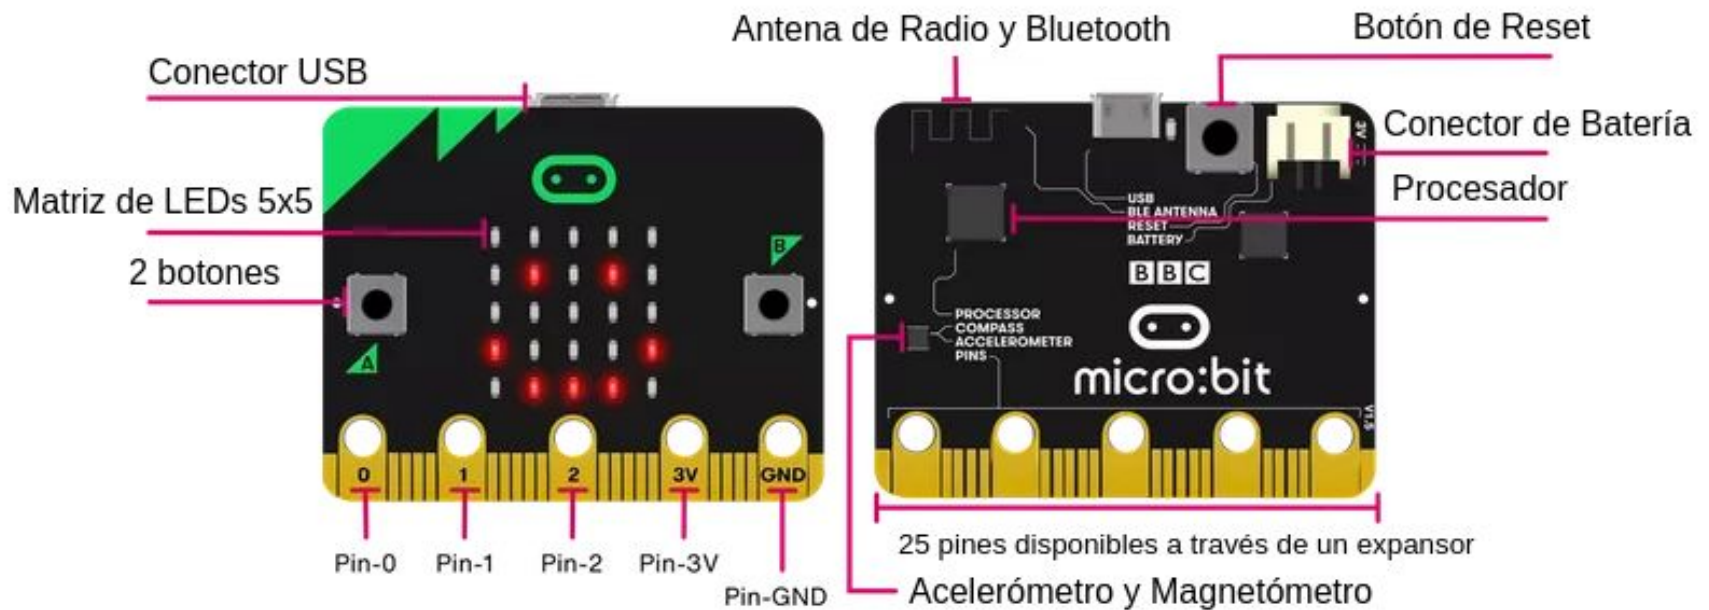 Antena de Radio y Bluetooth
Botón de Reset
Conector USB
Conector de Batería
Matriz de LEDs 5x5
Procesador
2 botones
B
A
0
1
2
3V
GND
Pin-0
Pin-1
Pin-2
Pin-3V
Pin-GND
3V
USB
BLE ANTENNA
RESET
BATTERY
BBC
PROCESSOR
COMPASS
ACCELEROMETER
PINS
micro:bit
V1.5
25 pines disponibles a través de un expansor
Acelerómetro y Magnetómetro